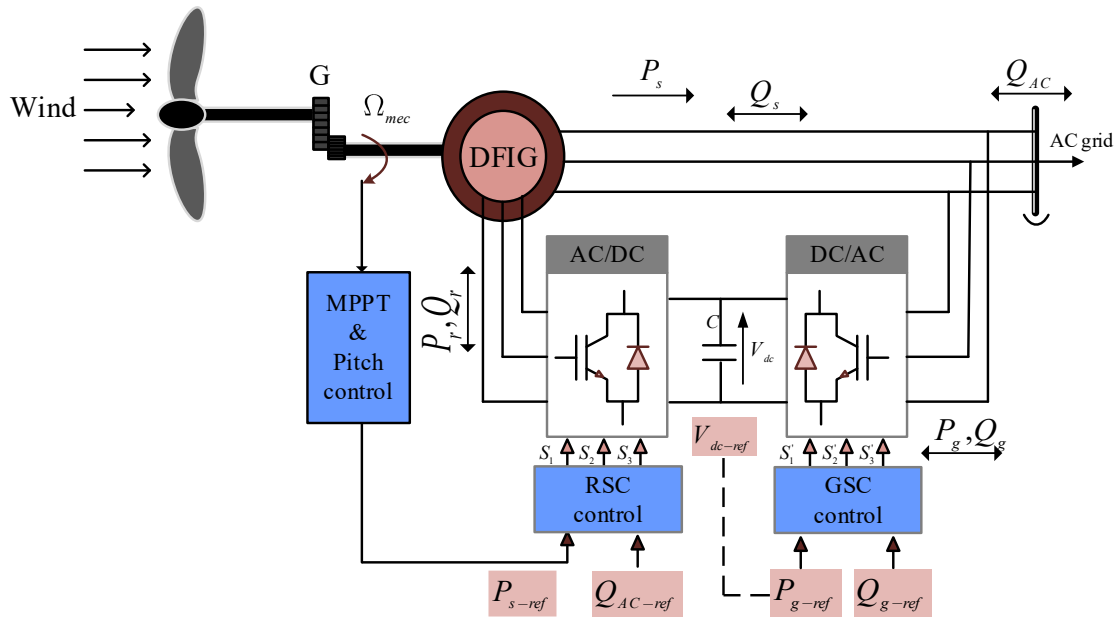 G
P_s
Q_AC
Wind
Ω_mec
Q_s
DFIG
AC grid
AC/DC
DC/AC
MPPT
&
Pitch
control
P_r, Q_r
C
V_dc
V_dc-ref
P_g, Q_g
S_1 S_2 S_3
S'_1 S'_2 S'_3
RSC
control
GSC
control
P_s-ref
Q_AC-ref
P_g-ref
Q_g-ref